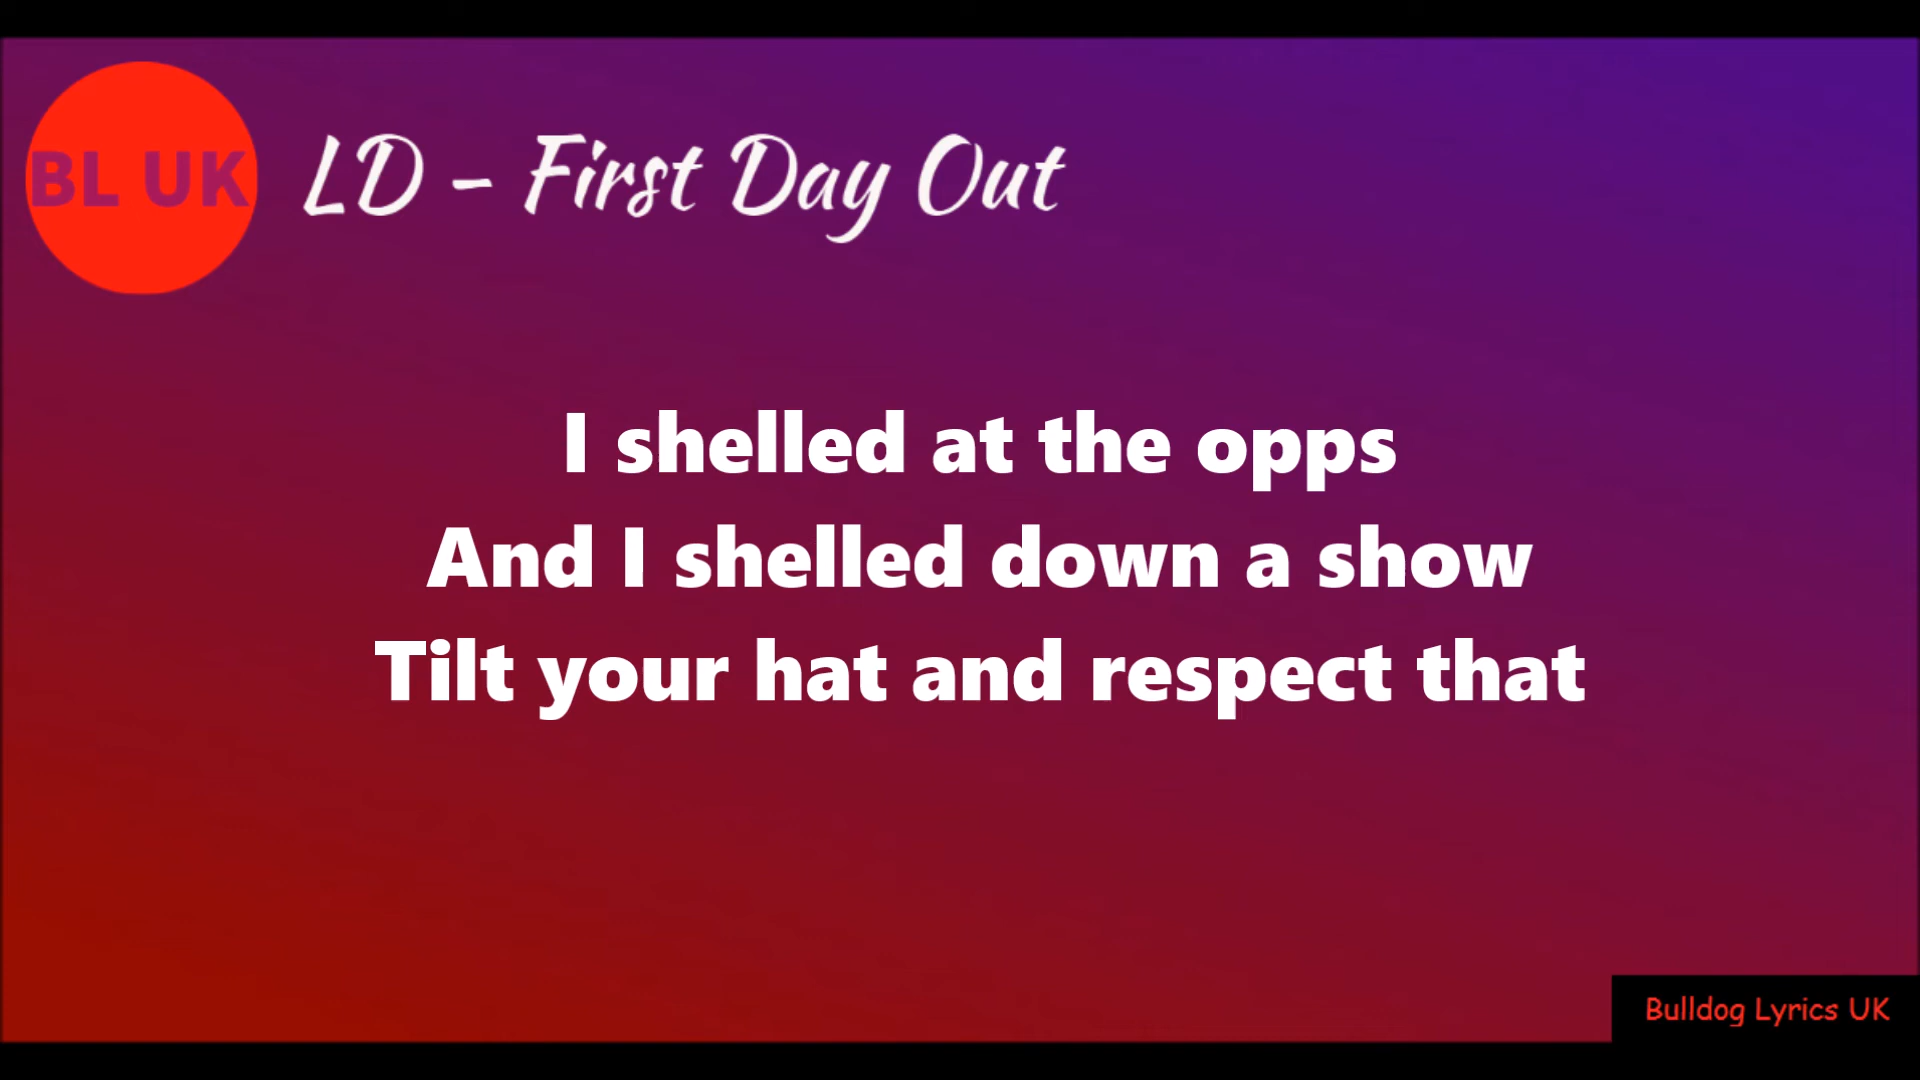 BL UK
LD - First Day Out
I shelled at the opps
And I shelled down a show
Tilt your hat and respect that
Bulldog Lyrics UK